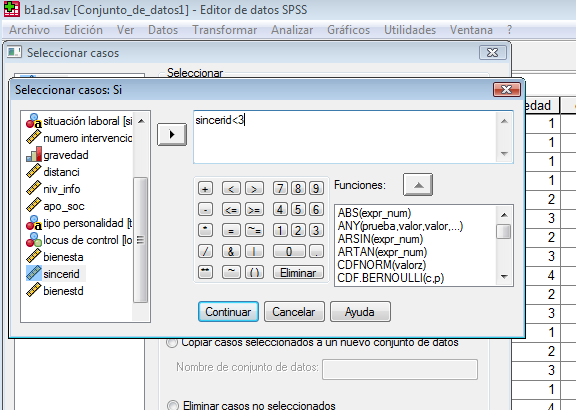 b1ad.sav [Conjunto_de_datos1] - Editor de datos SPSS
Archivo Edición Ver Datos Transformar Analizar Gráficos Utilidades Ventana ?
Seleccionar casos
Seleccionar
Seleccionar casos: Si
situación laboral [si
numero intervencio
gravedad
distanci
niv_info
apo_soc
tipo personalidad [t
locus de control [lo
bienesta
sincerid
bienestd
sincerid<3
+ < > 7 8 9
- <= >= 4 5 6
* = ~= 1 2 3
/ & | 0 .
** ~ () Eliminar
Funciones:
ABS(expr_num)
ANY(prueba,valor,valor,...)
ARSIN(expr_num)
ARTAN(expr_num)
CDFNORM(valorz)
CDF.BERNOULLI(c,p)
Continuar Cancelar Ayuda
Copiar casos seleccionados a un nuevo conjunto de datos
Nombre de conjunto de datos:
Eliminar casos no seleccionados
edad
1
1
1
1
2
3
2
2
3
3
1
2
3
1
4